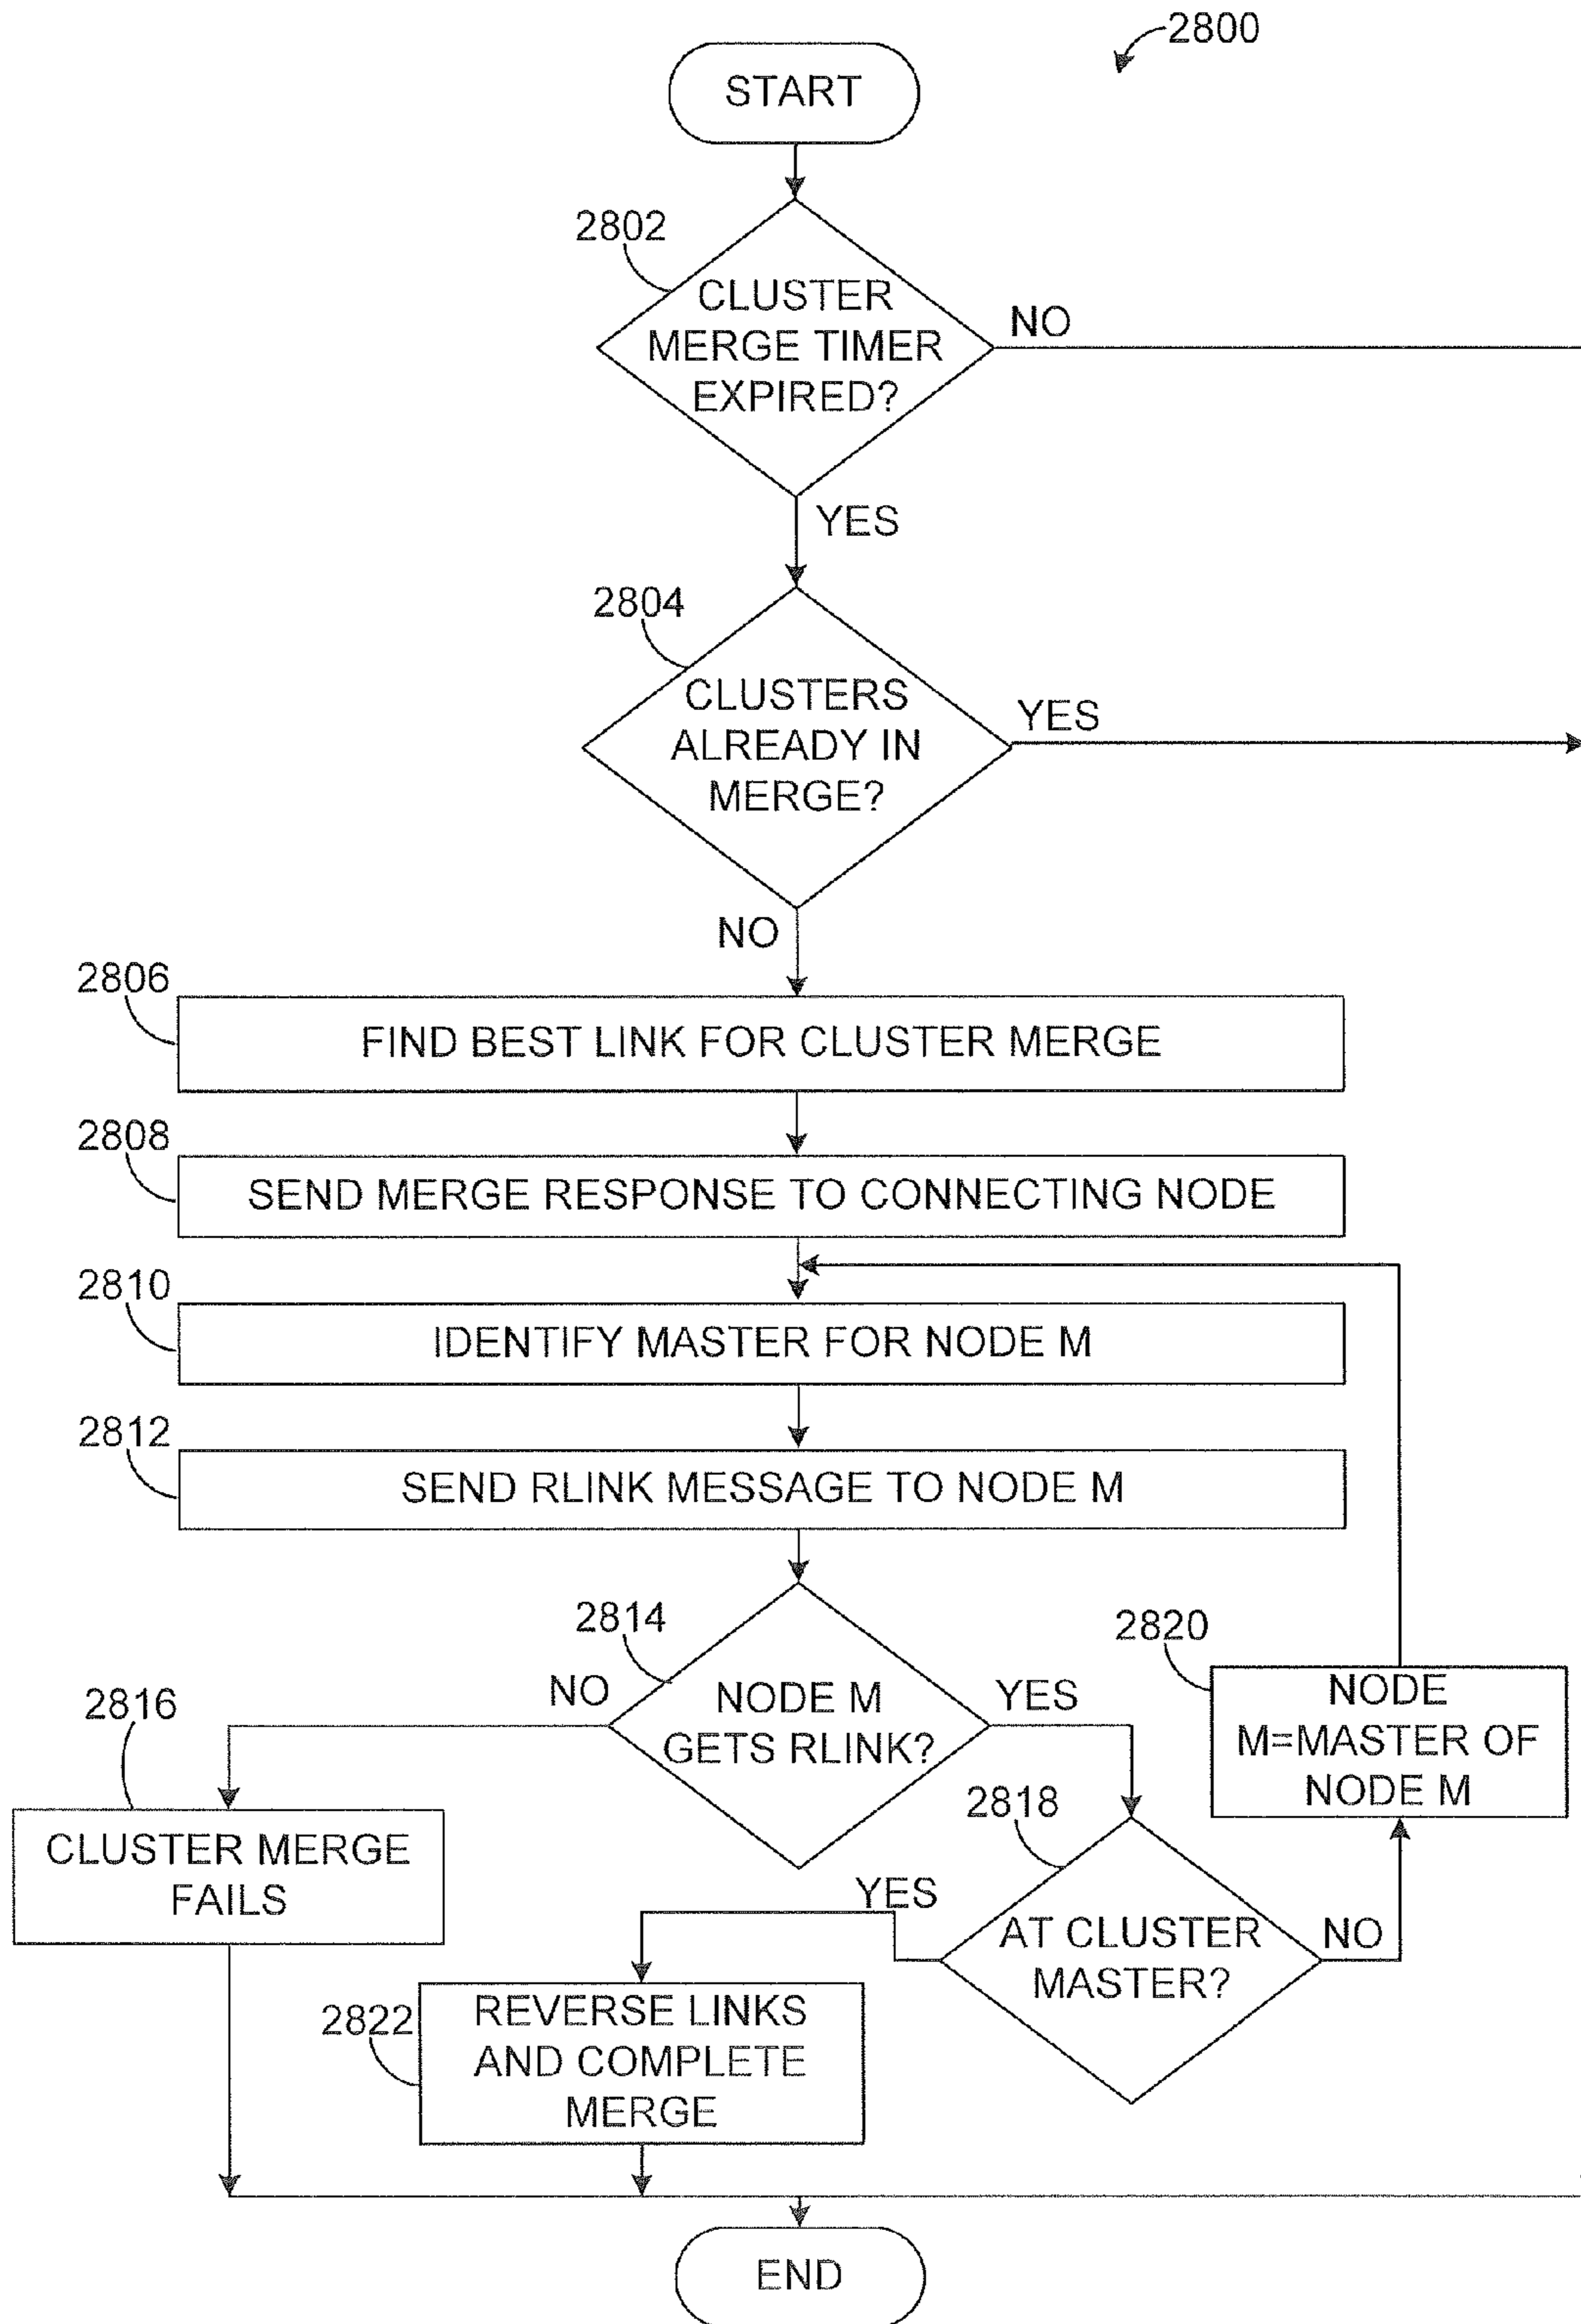 2800
START
2802
CLUSTER
MERGE TIMER
EXPIRED?
NO
YES
2804
CLUSTERS
ALREADY IN
MERGE?
YES
NO
2806
FIND BEST LINK FOR CLUSTER MERGE
2808
SEND MERGE RESPONSE TO CONNECTING NODE
2810
IDENTIFY MASTER FOR NODE M
2812
SEND RLINK MESSAGE TO NODE M
2814
NODE M
GETS RLINK?
NO
YES
2820
NODE
M=MASTER OF
NODE M
2816
CLUSTER MERGE
FAILS
2818
AT CLUSTER
MASTER?
YES
NO
2822
REVERSE LINKS
AND COMPLETE
MERGE
END